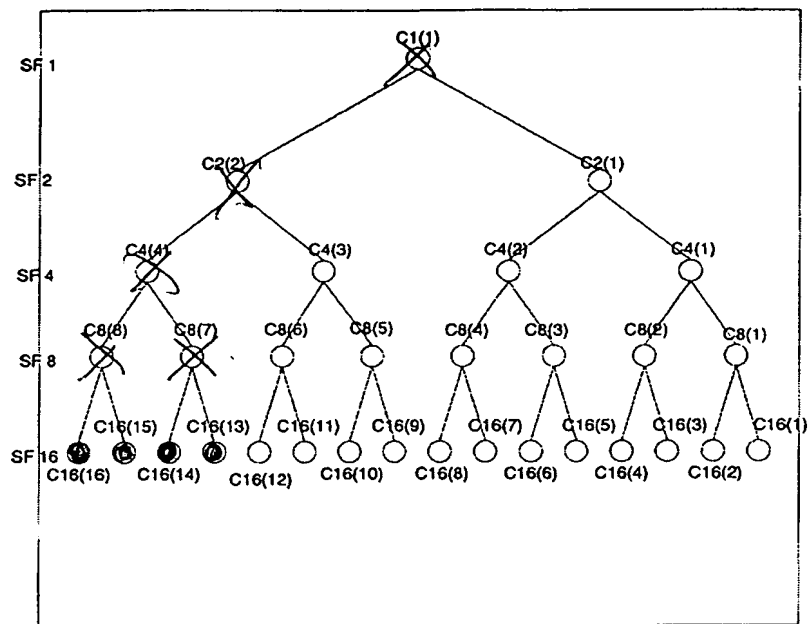 C1(1)
SF 1
C2(2) C2(1)
SF 2
C4(4) C4(3) C4(2) C4(1)
SF 4
C8(8) C8(7) C8(6) C8(5) C8(4) C8(3) C8(2) C8(1)
SF 8
C16(15) C16(13) C16(11) C16(9) C16(7) C16(5) C16(3) C16(1)
SF 16
C16(16) C16(14) C16(12) C16(10) C16(8) C16(6) C16(4) C16(2)